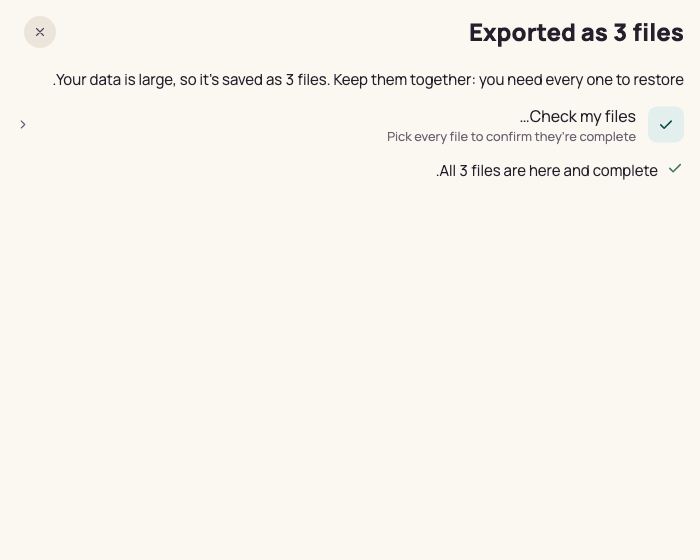 Exported as 3 files
.Your data is large, so it's saved as 3 files. Keep them together: you need every one to restore
…Check my files
Pick every file to confirm they're complete
.All 3 files are here and complete